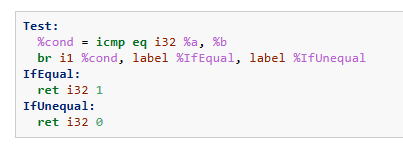 Test:
  %cond = icmp eq i32 %a, %b
  br i1 %cond, label %IfEqual, label %IfUnequal
IfEqual:
  ret i32 1
IfUnequal:
  ret i32 0